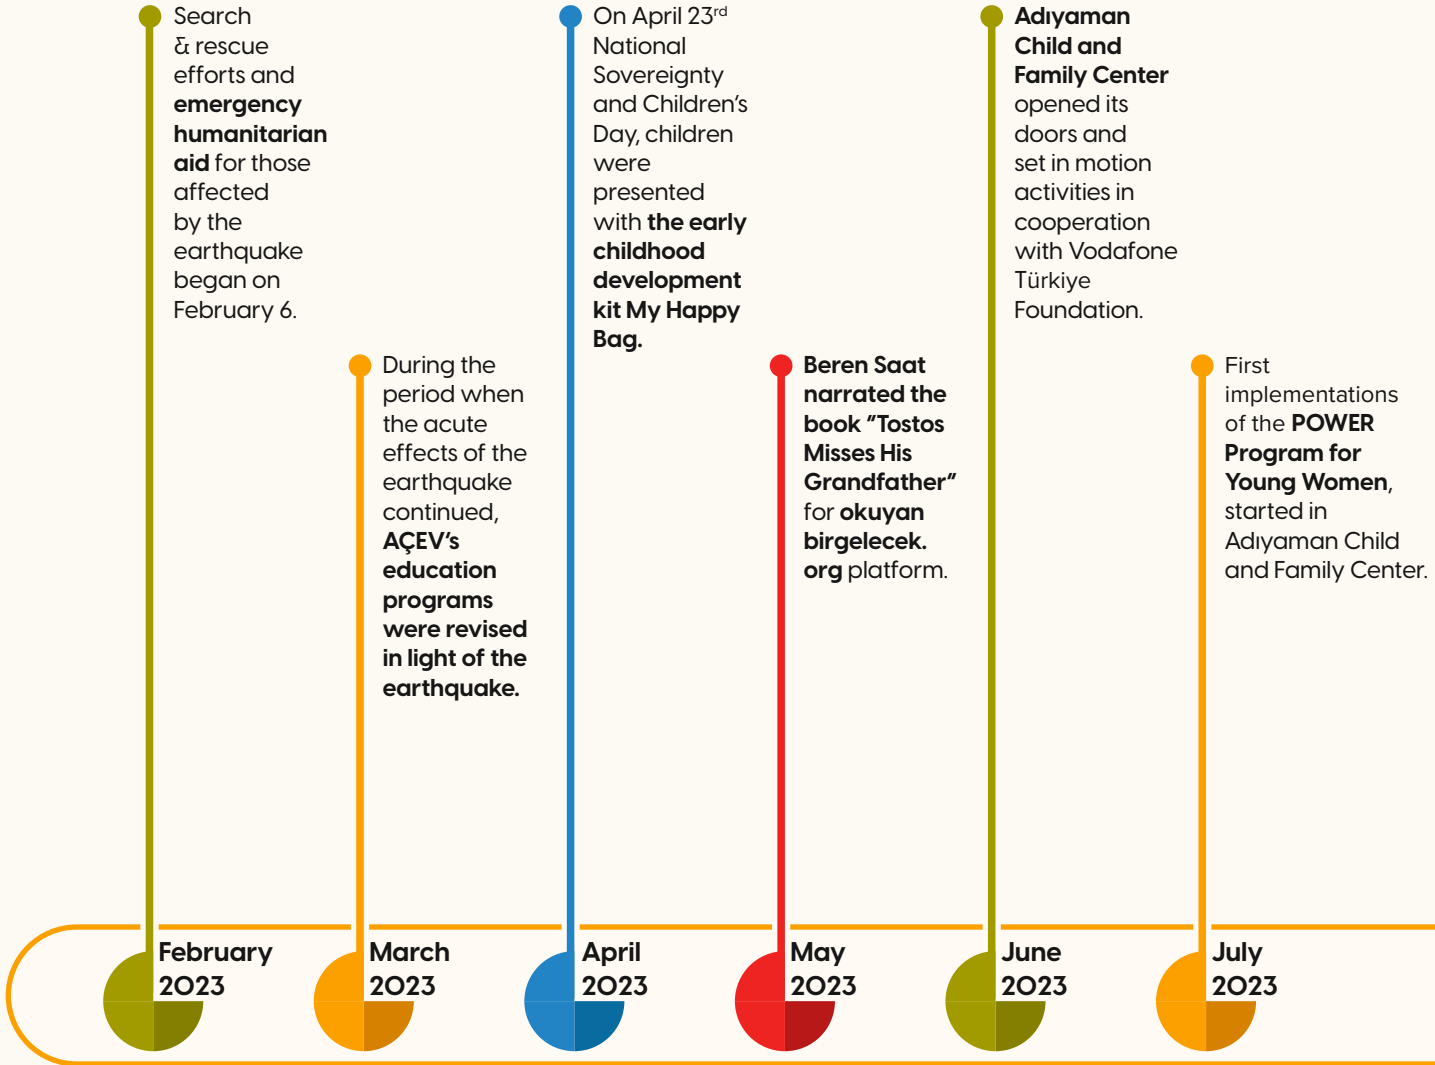 Search
& rescue
efforts and
emergency
humanitarian
aid for those
affected
by the
earthquake
began on
February 6.
During the
period when
the acute
effects of the
earthquake
continued,
AÇEV's
education
programs
were revised
in light of the
earthquake.
On April 23rd
National
Sovereignty
and Children's
Day, children
were
presented
with the early
childhood
development
kit My Happy
Bag.
Beren Saat
narrated the
book "Tostos
Misses His
Grandfather"
for okuyan
birgelecek.
org platform.
Adıyaman
Child and
Family Center
opened its
doors and
set in motion
activities in
cooperation
with Vodafone
Türkiye
Foundation.
First
implementations
of the POWER
Program for
Young Women,
started in
Adıyaman Child
and Family Center.
February
2023
March
2023
April
2023
May
2023
June
2023
July
2023